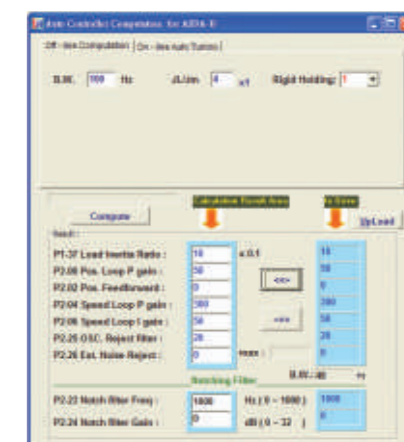 Auto Controller Computation for ASDA-B
Off - line Computation On - line Auto Tuning
B.W. 100 Hz JL/Jm 4 x1 Rigid Holding: 1
Calculation Result Area In Servo
Compute UpLoad
P1-37 Load Inertia Ratio : 10 x 0.1 10
P2.00 Pos. Loop P gain : 50 50
P2.02 Pos. Feedforward : 0 0
P2.04 Speed Loop P gain : 300 300
P2.06 Speed Loop I gain : 50 50
P2.25 OSC. Reject filter : 20 20
P2.26 Ext. Noise Reject : 0 0
B.W.: 40
Notching Filter
P2-23 Notch filter Freq : 1000 Hz ( 0 ~ 1000 ) 1000
P2.24 Notch filter Gain : 0 dB ( 0 ~ 32 ) 0